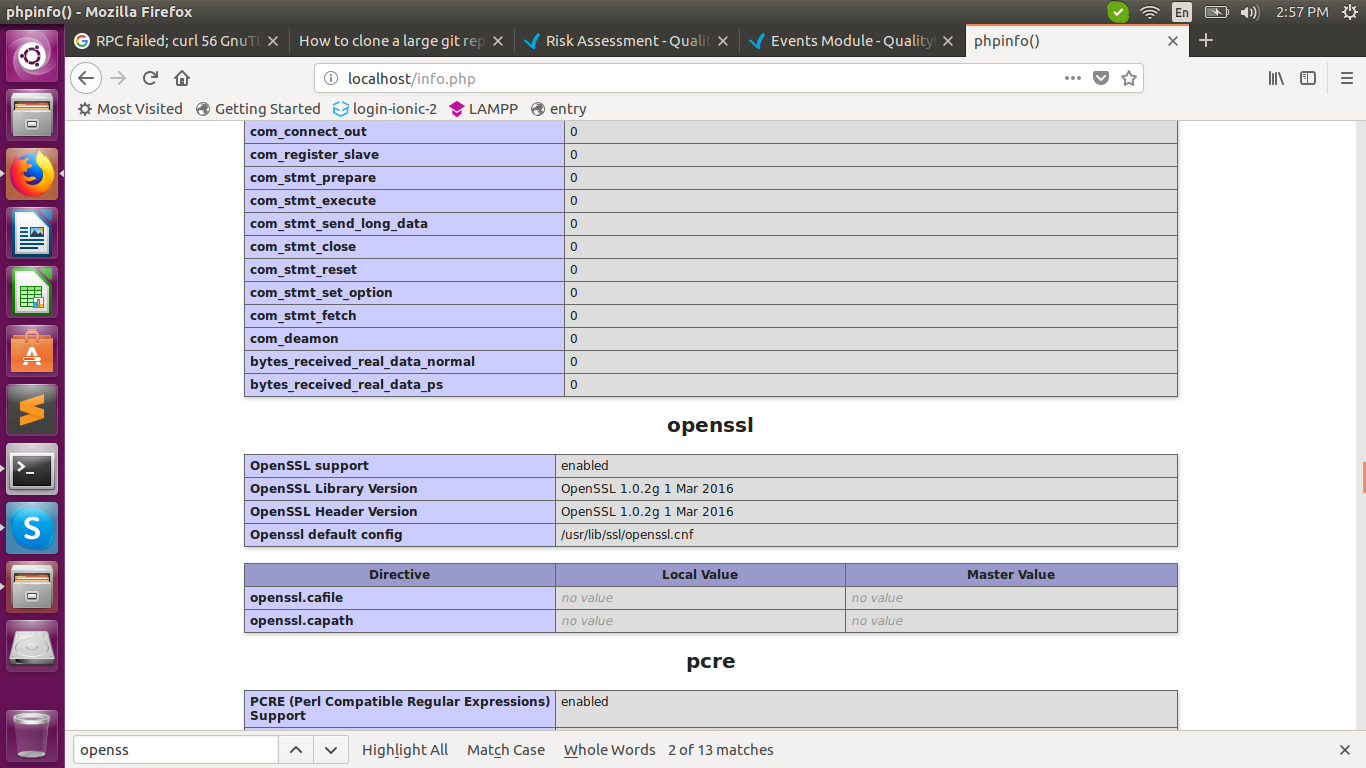 phpinfo() - Mozilla Firefox
En
2:57 PM
RPC failed; curl 56 GnuTL
How to clone a large git rep
Risk Assessment - Quali
Events Module - Quality
phpinfo()
localhost/info.php
Most Visited
Getting Started
login-ionic-2
LAMPP
entry
com_connect_out 0
com_register_slave 0
com_stmt_prepare 0
com_stmt_execute 0
com_stmt_send_long_data 0
com_stmt_close 0
com_stmt_reset 0
com_stmt_set_option 0
com_stmt_fetch 0
com_deamon 0
bytes_received_real_data_normal 0
bytes_received_real_data_ps 0
openssl
OpenSSL support enabled
OpenSSL Library Version OpenSSL 1.0.2g 1 Mar 2016
OpenSSL Header Version OpenSSL 1.0.2g 1 Mar 2016
Openssl default config /usr/lib/ssl/openssl.cnf
Directive Local Value Master Value
openssl.cafile no value no value
openssl.capath no value no value
pcre
PCRE (Perl Compatible Regular Expressions) enabled
Support
openss
Highlight All Match Case Whole Words 2 of 13 matches